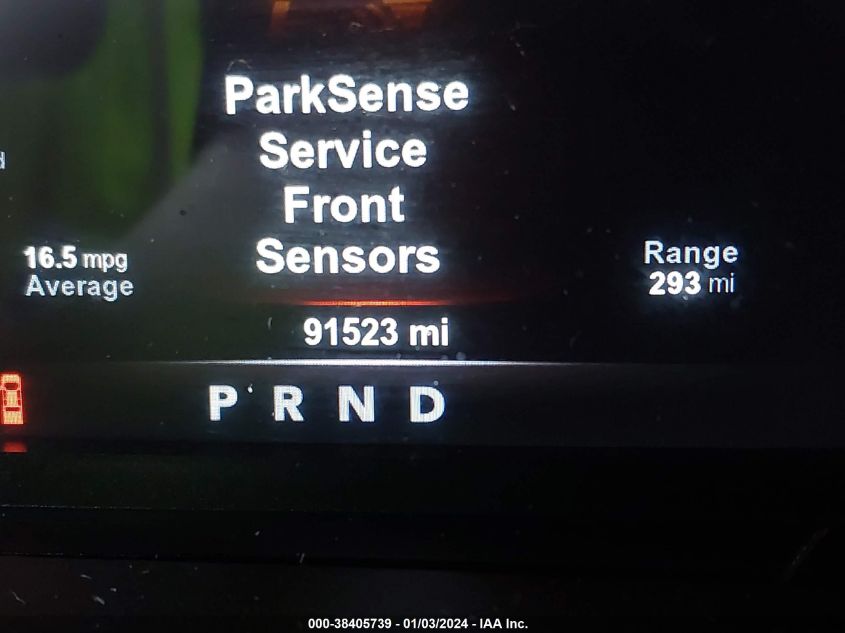 ParkSense
Service
Front
Sensors
16.5 mpg
Average
Range
293 mi
91523 mi
P R N D
000-38405739 - 01/03/2024 - IAA Inc.